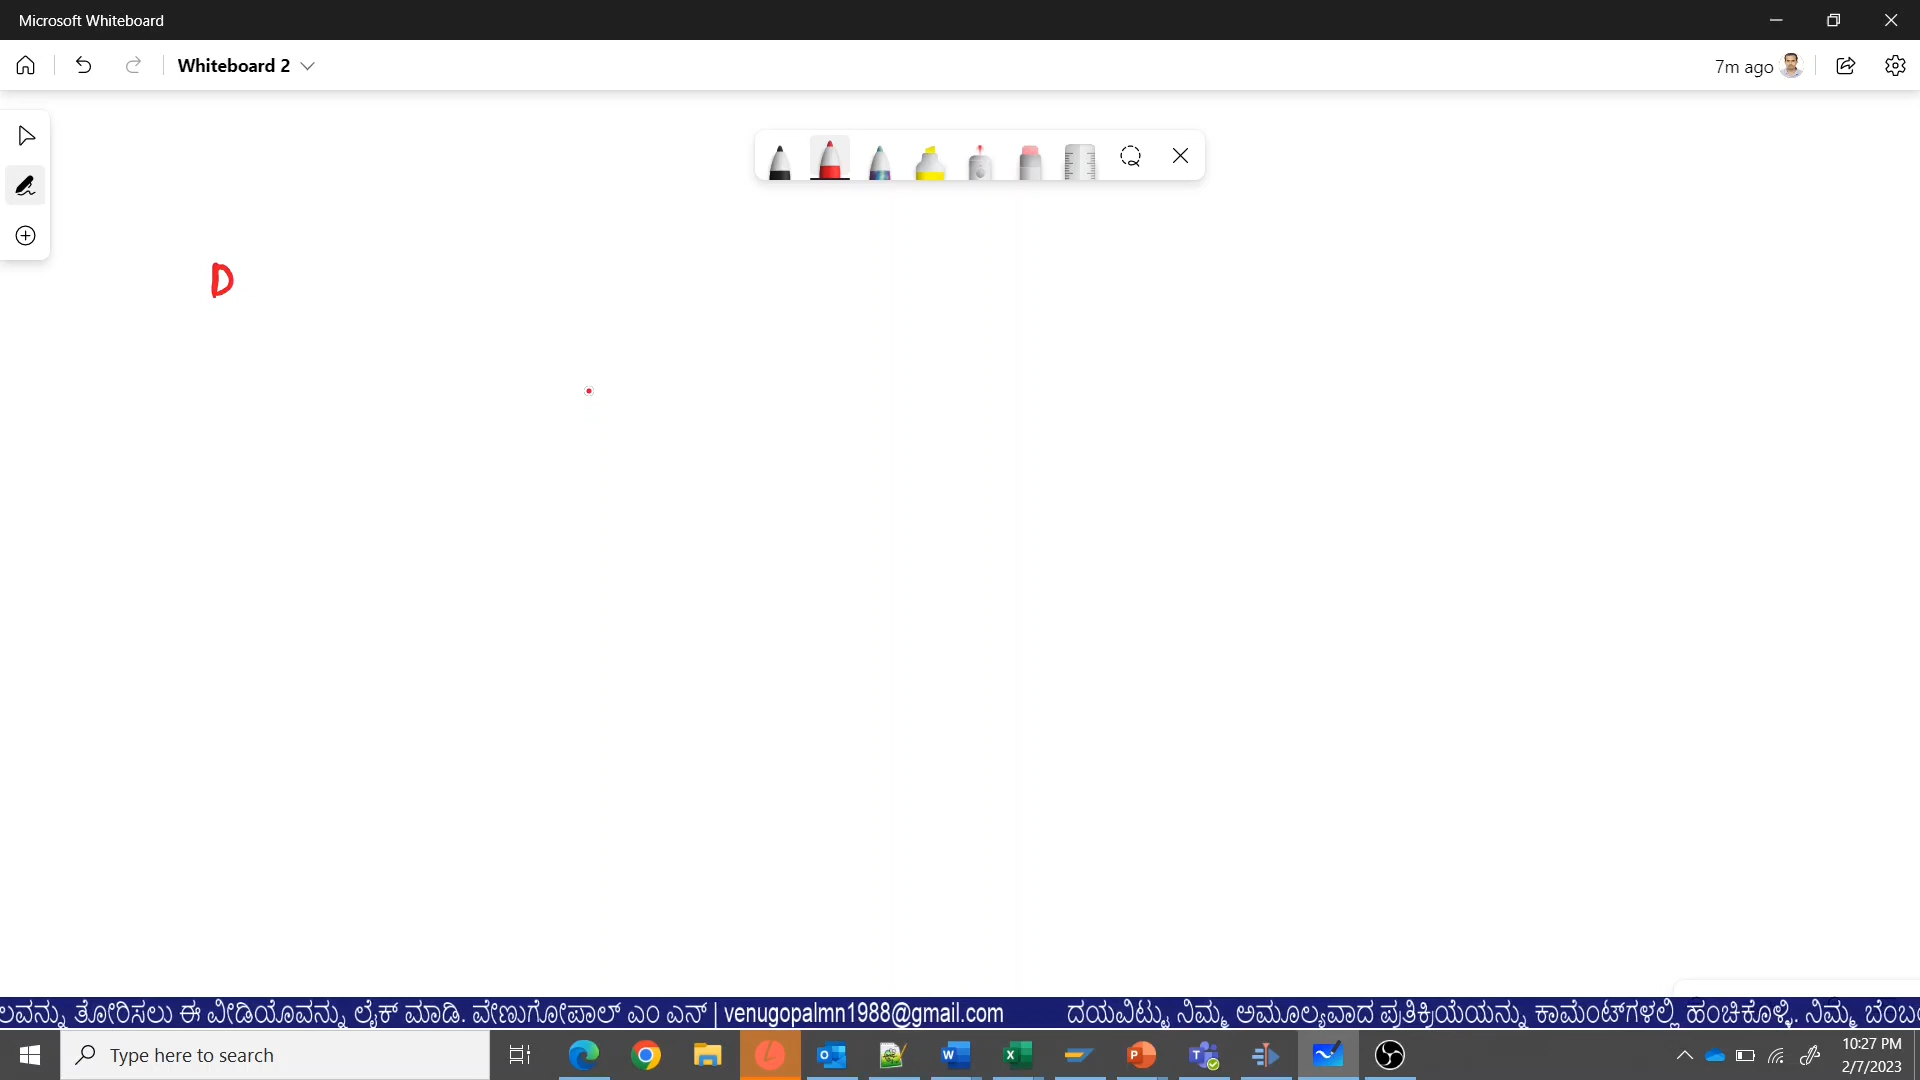 Microsoft Whiteboard
Whiteboard 2
7m ago
D
ಲವನ್ನು ತೋರಿಸಲು ಈ ವೀಡಿಯೊವನ್ನು ಲೈಕ್ ಮಾಡಿ. ವೇಣುಗೋಪಾಲ್ ಎಂ ಎನ್ | venugopalmn1988@gmail.com ದಯವಿಟ್ಟು ನಿಮ್ಮ ಅಮೂಲ್ಯವಾದ ಪ್ರತಿಕ್ರಿಯೆಯನ್ನು ಕಾಮೆಂಟ್‌ಗಳಲ್ಲಿ ಹಂಚಿಕೊಳ್ಳಿ. ನಿಮ್ಮ ಬೆಂಬ
Type here to search
10:27 PM
2/7/2023